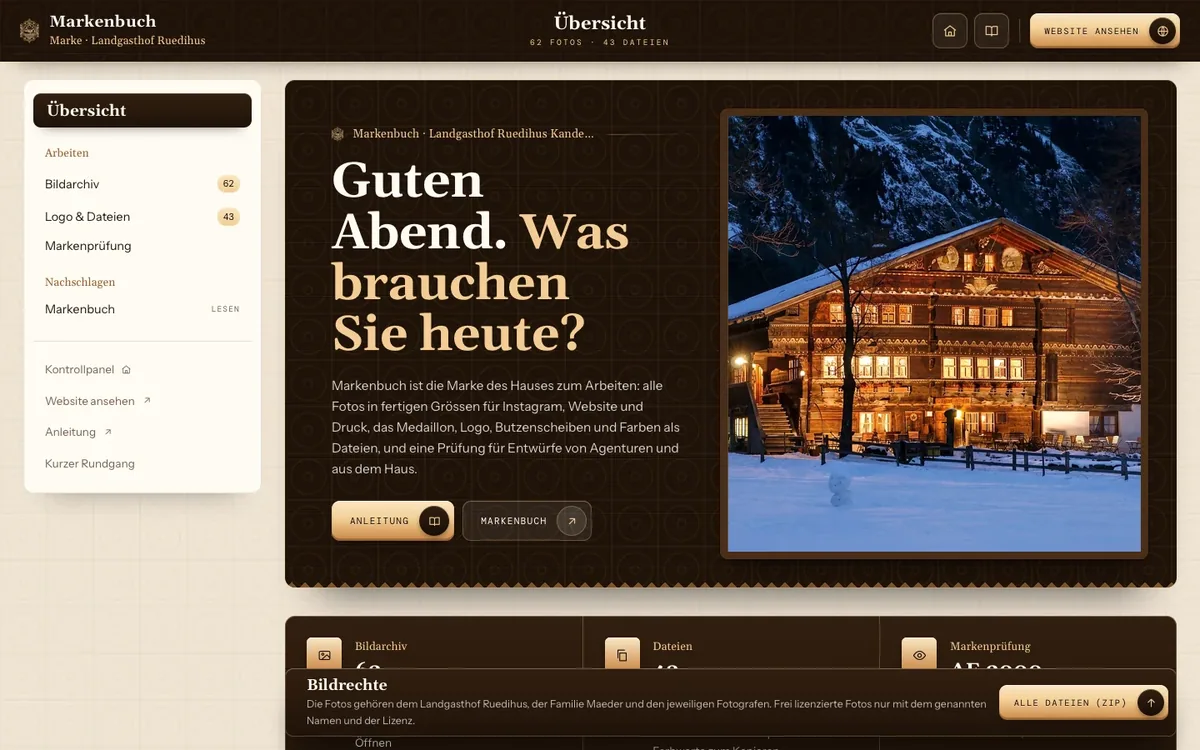 Markenbuch
Marke · Landgasthof Ruedihus
Übersicht
62 FOTOS · 43 DATEIEN
WEBSITE ANSEHEN
Übersicht
Arbeiten
Bildarchiv 62
Logo & Dateien 43
Markenprüfung
Nachschlagen
Markenbuch LESEN
Kontrollpanel
Website ansehen
Anleitung
Kurzer Rundgang
Markenbuch · Landgasthof Ruedihus Kande...
Guten
Abend. Was
brauchen
Sie heute?
Markenbuch ist die Marke des Hauses zum Arbeiten: alle
Fotos in fertigen Grössen für Instagram, Website und
Druck, das Medaillon, Logo, Butzenscheiben und Farben als
Dateien, und eine Prüfung für Entwürfe von Agenturen und
aus dem Haus.
ANLEITUNG
MARKENBUCH
Bildarchiv
Dateien
Markenprüfung
Bildrechte
Die Fotos gehören dem Landgasthof Ruedihus, der Familie Maeder und den jeweiligen Fotografen. Frei lizenzierte Fotos nur mit dem genannten
Namen und der Lizenz.
ALLE DATEIEN (ZIP)
Öffnen